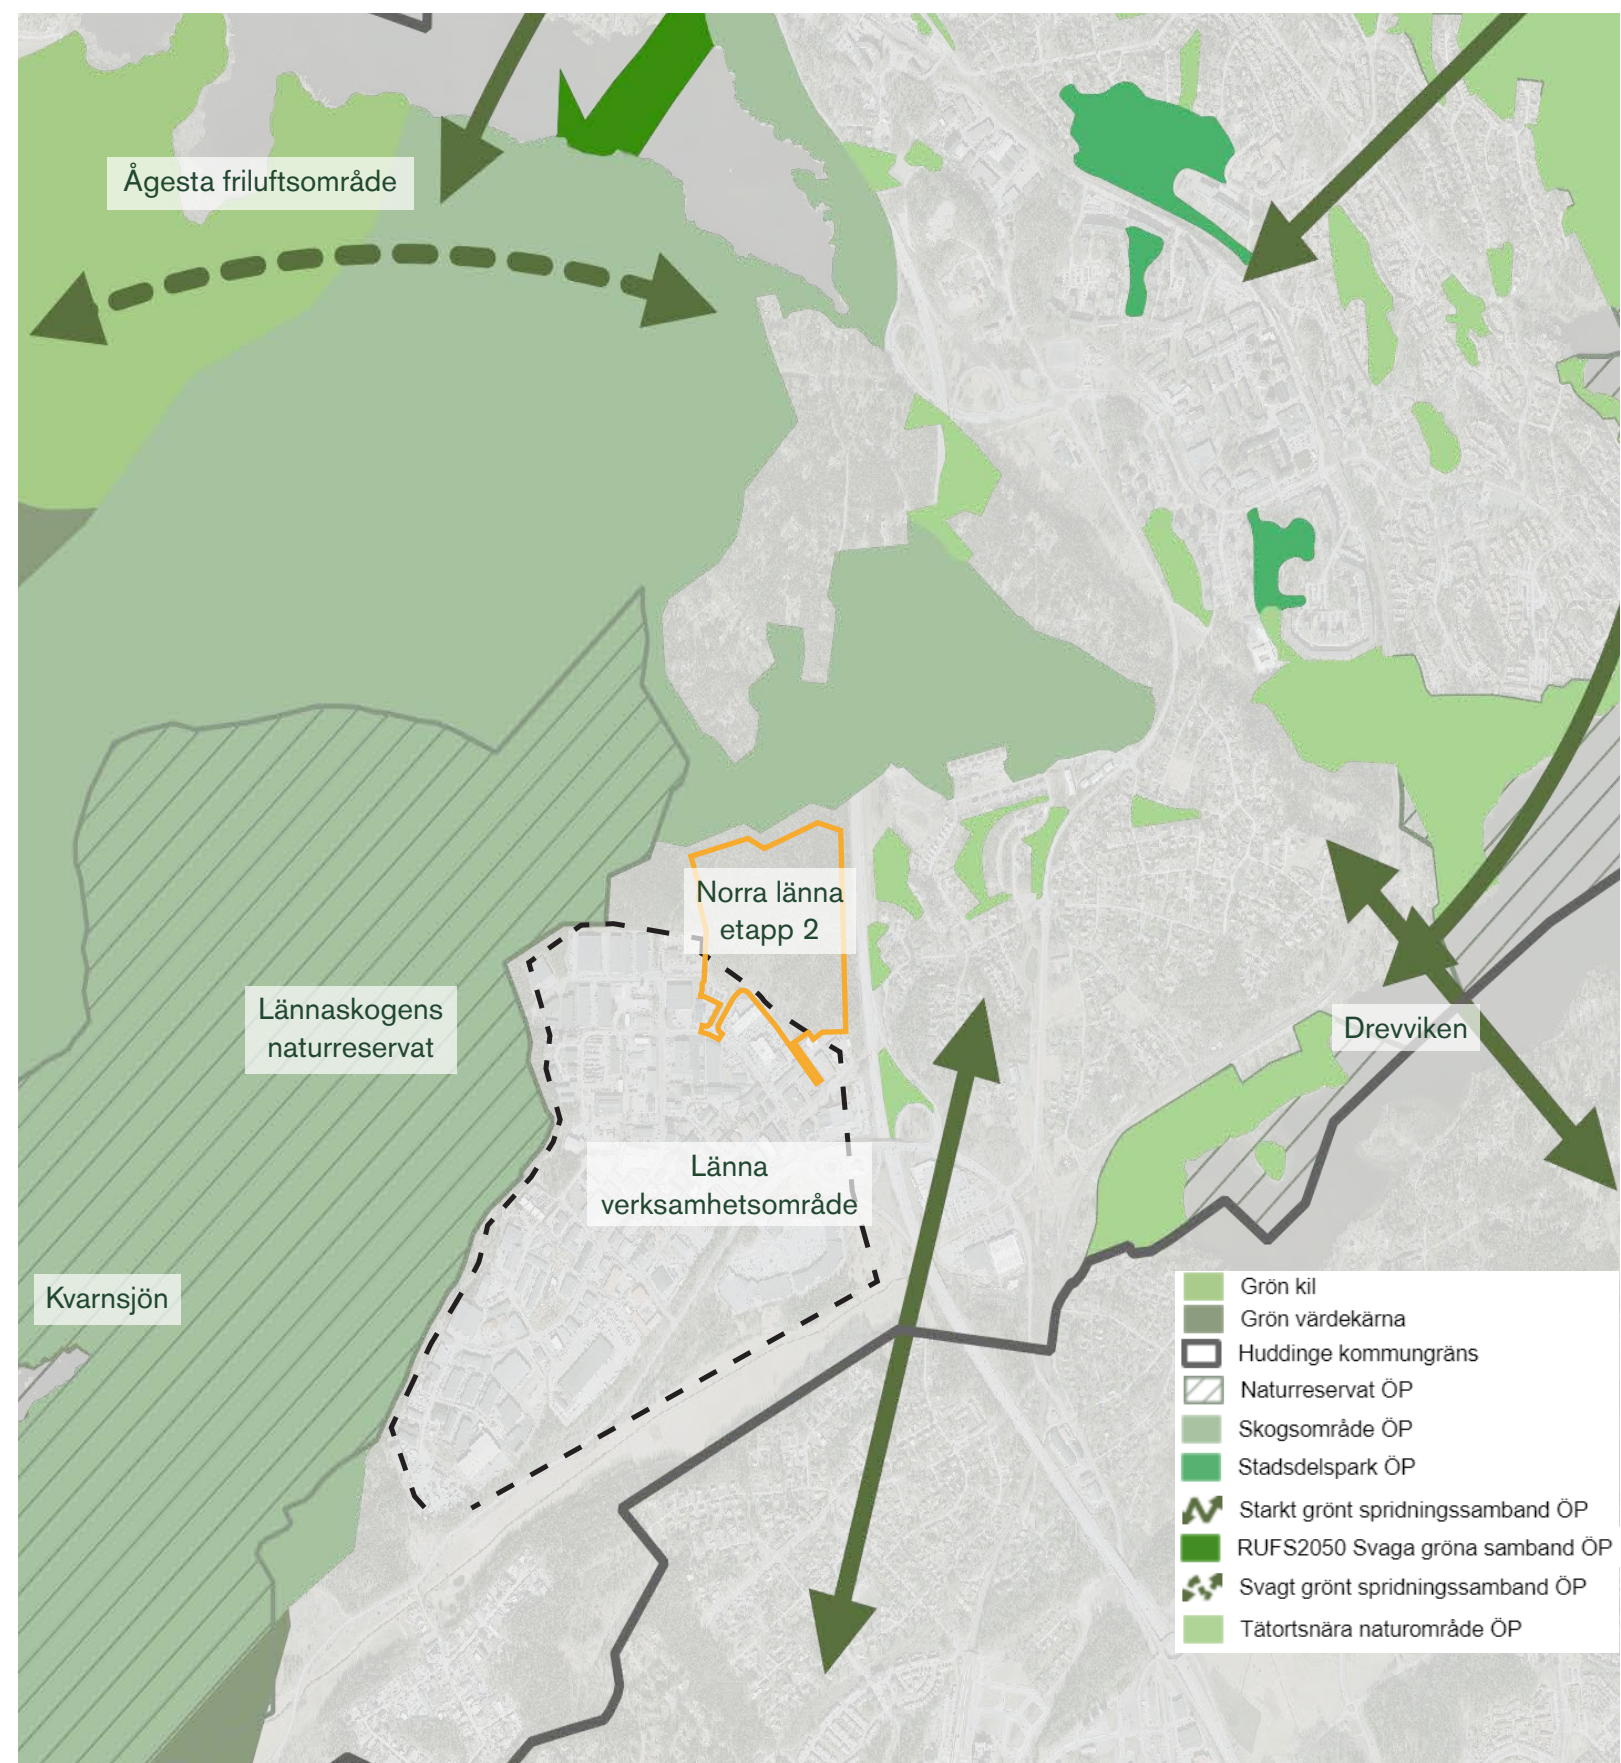 Ågesta friluftsområde
Norra länna
etapp 2
Lännaskogens
naturreservat
Drevviken
Länna
verksamhetsområde
Kvarnsjön
Grön kil
Grön värdekärna
Huddinge kommungräns
Naturreservat ÖP
Skogsområde ÖP
Stadsdelspark ÖP
Starkt grönt spridningssamband ÖP
RUFS2050 Svaga gröna samband ÖP
Svagt grönt spridningssamband ÖP
Tätortsnära naturområde ÖP